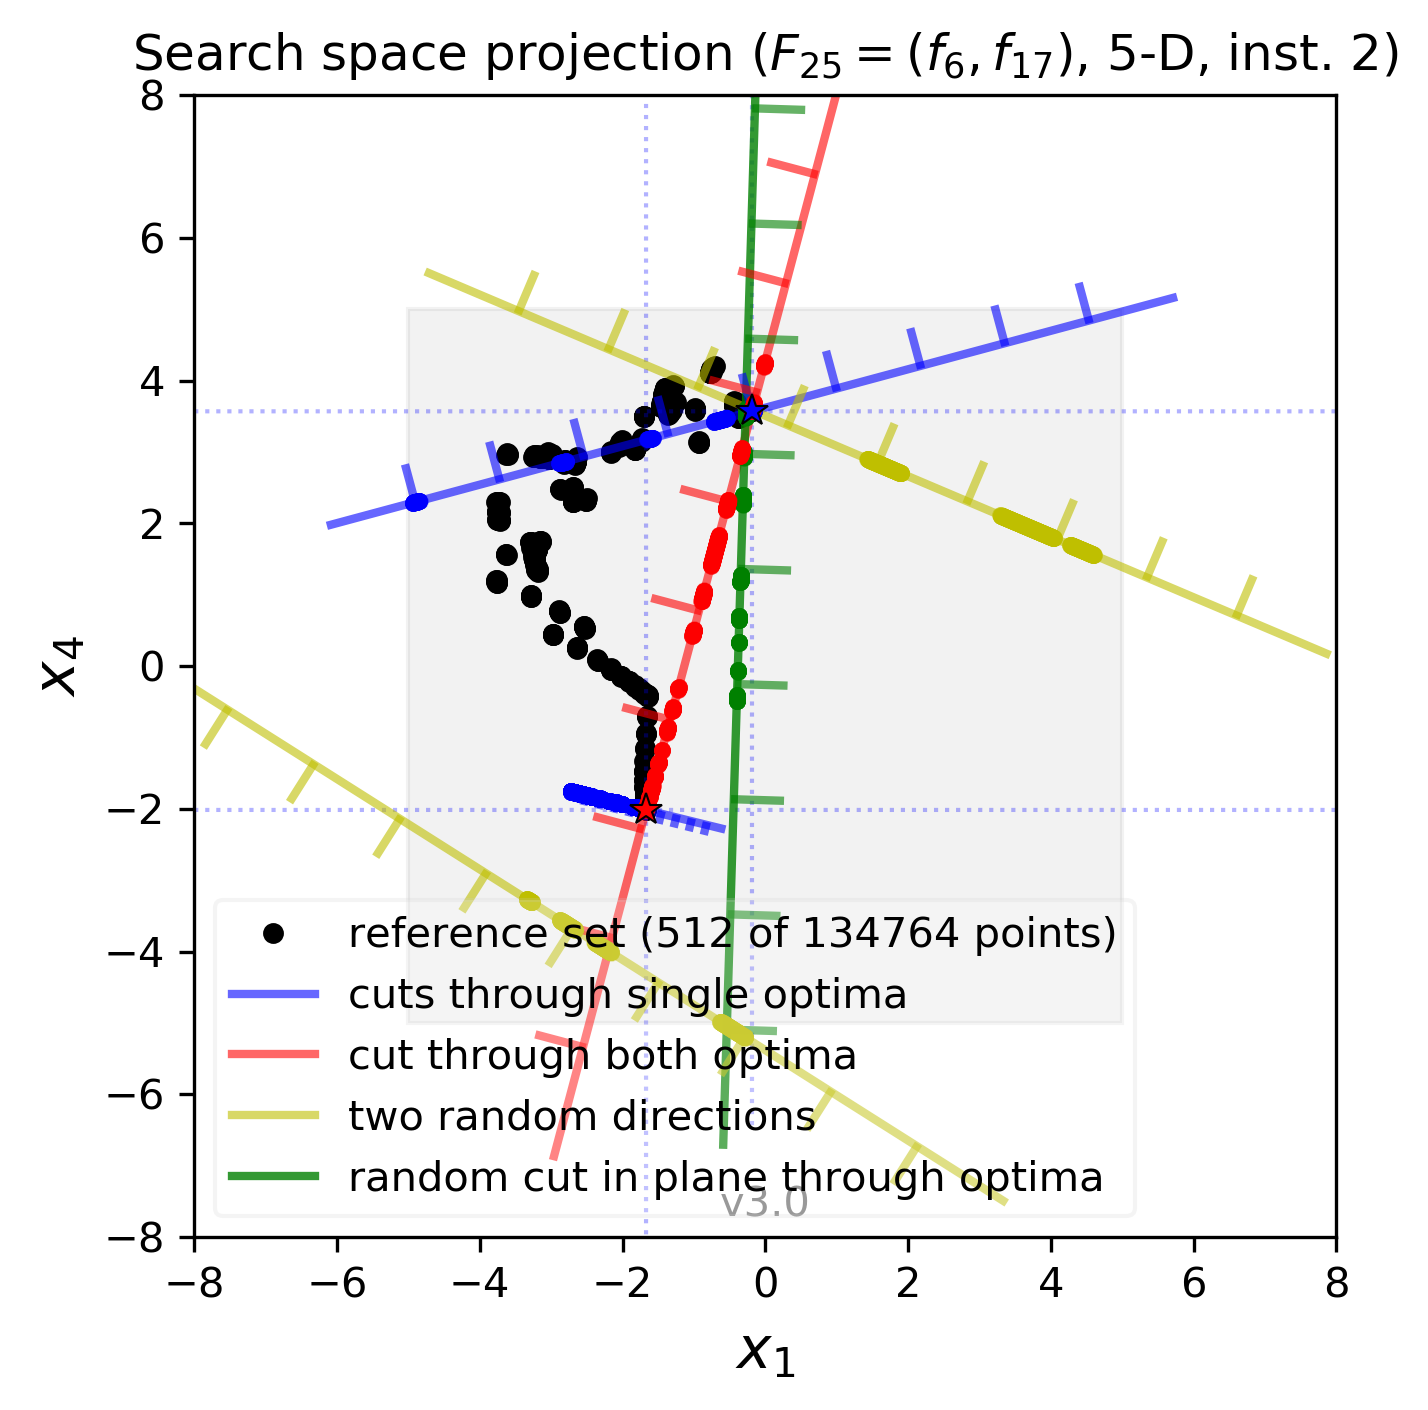 Search space projection (F25 = (f6, f17), 5-D, inst. 2)
8
6
4
2
0
−2
−4
−6
−8
x4
reference set (512 of 134764 points)
cuts through single optima
cut through both optima
two random directions
random cut in plane through optima
v3.0
−8 −6 −4 −2 0 2 4 6 8
x1